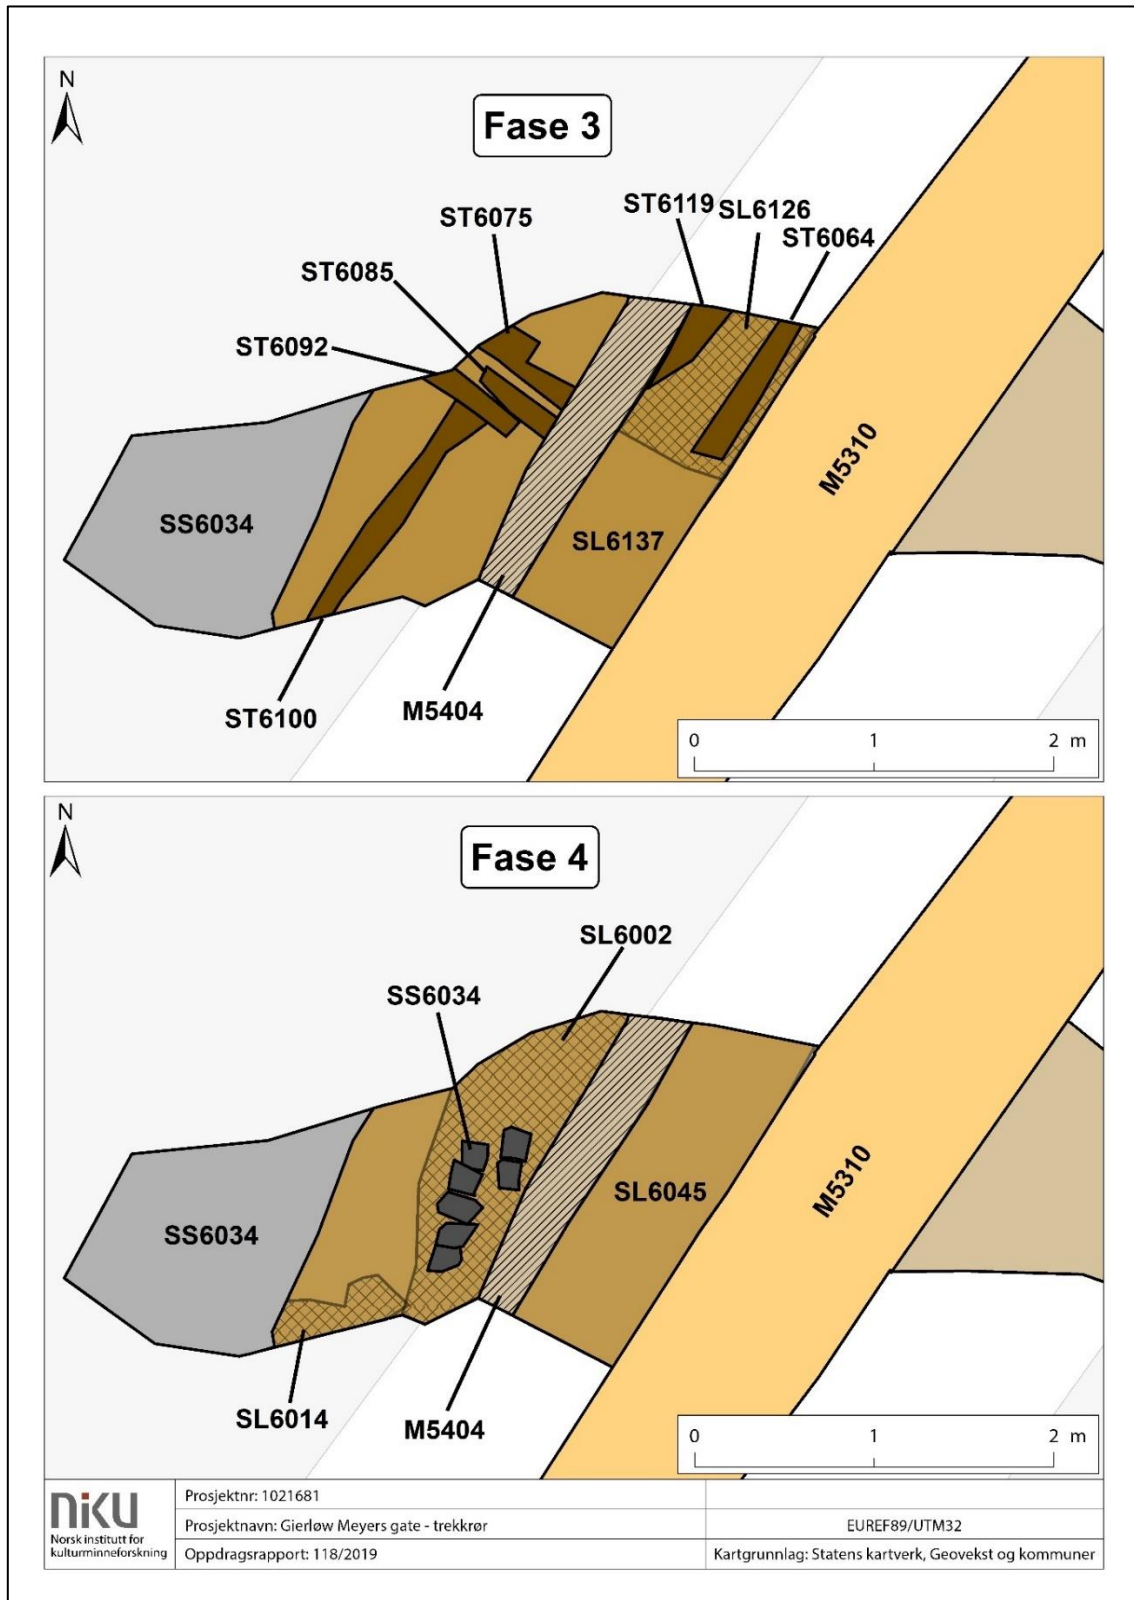 N
Fase 3
ST6119 SL6126
ST6075
ST6064
ST6085
ST6092
M5310
SS6034
SL6137
M5404
ST6100
0 1 2 m
N
Fase 4
SL6002
SS6034
M5310
SL6045
SS6034
SL6014
M5404
0 1 2 m
niku
Norsk institutt for
kulturminneforskning
Prosjektnr: 1021681
Prosjektnavn: Gierløw Meyers gate - trekkrør
EUREF89/UTM32
Oppdragsrapport: 118/2019
Kartgrunnlag: Statens kartverk, Geovekst og kommuner